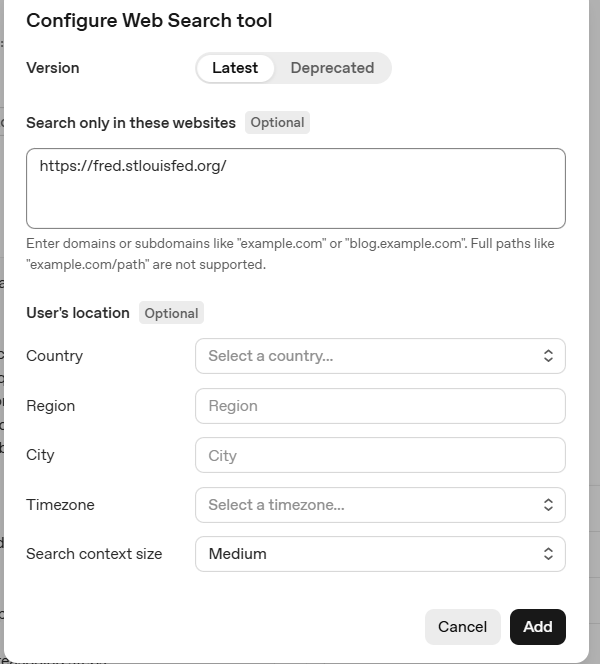 Configure Web Search tool
Version Latest Deprecated
Search only in these websites Optional
https://fred.stlouisfed.org/
Enter domains or subdomains like "example.com" or "blog.example.com". Full paths like
"example.com/path" are not supported.
User's location Optional
Country Select a country...
Region Region
City City
Timezone Select a timezone...
Search context size Medium
Cancel Add